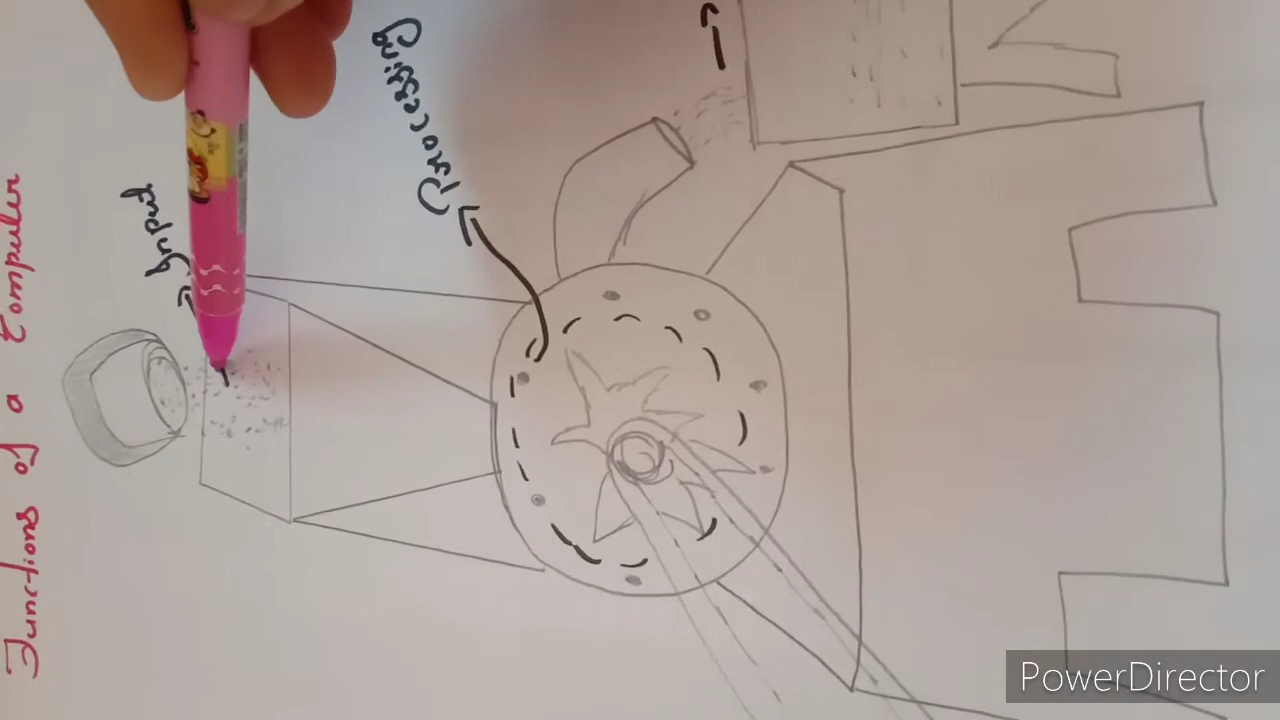 Functions of a Computer
Input
Processing
PowerDirector